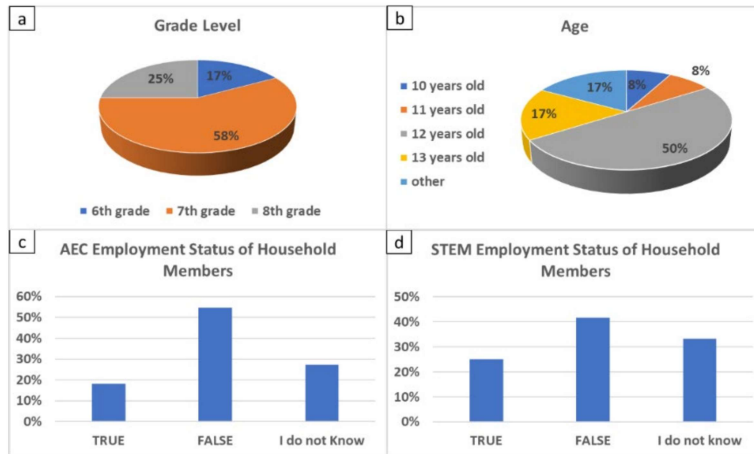 a
Grade Level
25%
17%
58%
6th grade
7th grade
8th grade
b
Age
10 years old
11 years old
12 years old
13 years old
other
17%
8%
8%
17%
50%
c
AEC Employment Status of Household
Members
60%
50%
40%
30%
20%
10%
0%
TRUE
FALSE
I do not Know
d
STEM Employment Status of Household
Members
50%
40%
30%
20%
10%
0%
TRUE
FALSE
I do not know